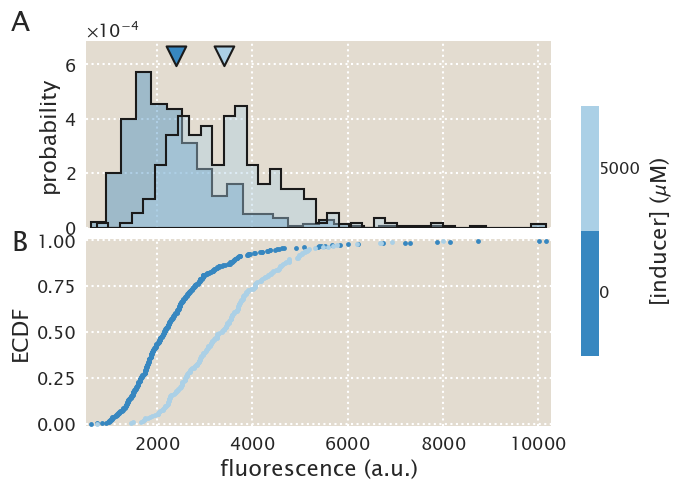 A
×10⁻⁴
6
4
2
0
probability
B
1.00
0.75
0.50
0.25
0.00
ECDF
2000 4000 6000 8000 10000
fluorescence (a.u.)
5000
0
[inducer] (μM)